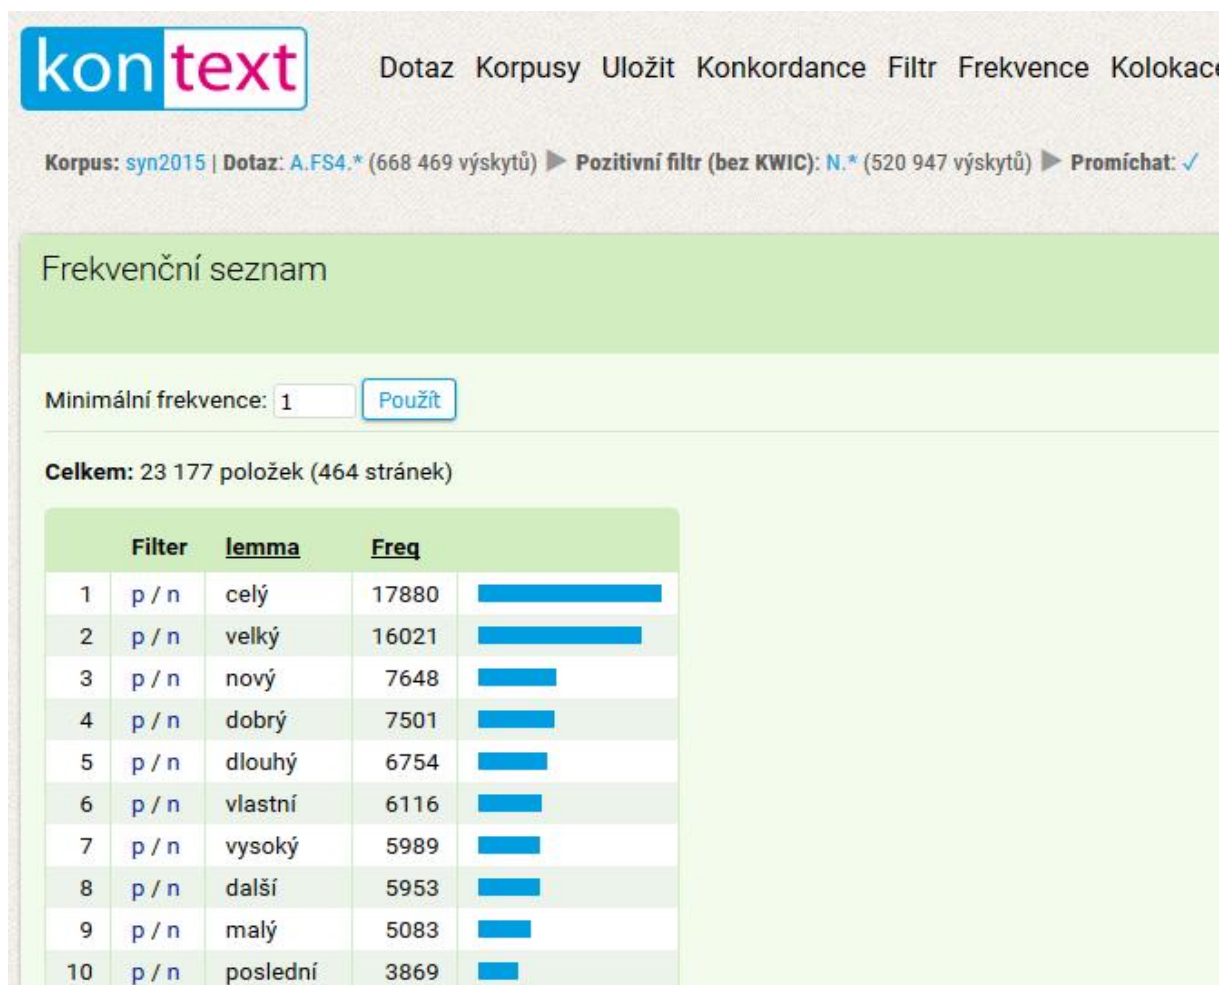 kontext Dotaz Korpusy Uložit Konkordance Filtr Frekvence Kolokace
Korpus: syn2015 | Dotaz: A.FS4.* (668 469 výskytů) ▶ Pozitivní filtr (bez KWIC): N.* (520 947 výskytů) ▶ Promíchat: ✓
Frekvenční seznam
Minimální frekvence: 1 Použít
Celkem: 23 177 položek (464 stránek)
Filter lemma Freq
1 p / n celý 17880
2 p / n velký 16021
3 p / n nový 7648
4 p / n dobrý 7501
5 p / n dlouhý 6754
6 p / n vlastní 6116
7 p / n vysoký 5989
8 p / n další 5953
9 p / n malý 5083
10 p / n poslední 3869